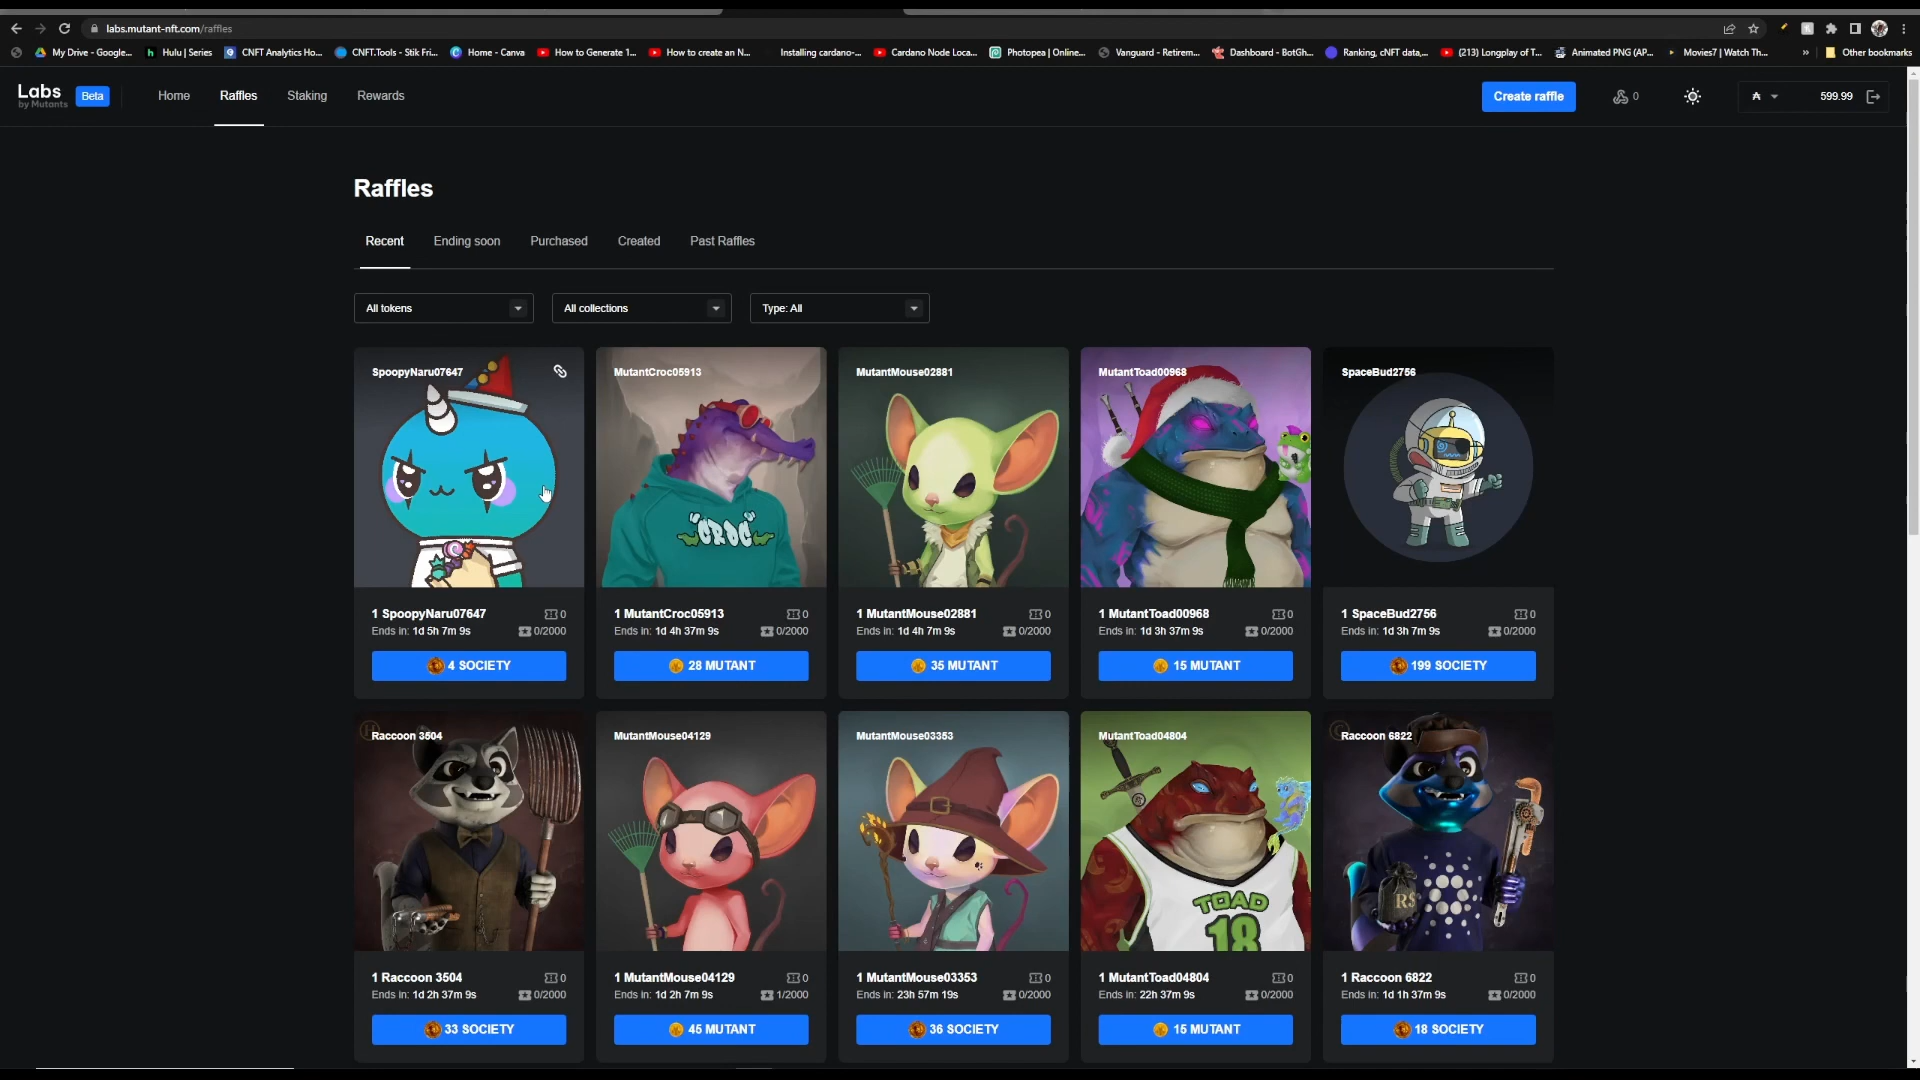 labs.mutant-nft.com/raffles
My Drive - Google... Hulu | Series CNFT Analytics Ho... CNFT.Tools - Stik Fri... Home - Canva How to Generate 1... How to create an N... Installing cardano-... Cardano Node Loca... Photopea | Online... Vanguard - Retirem... Dashboard - BotGh... Ranking, cNFT data,... (213) Longplay of T... Animated PNG (AP... Movies7 | Watch Th... » Other bookmarks
Labs
by Mutants
Beta Home Raffles Staking Rewards Create raffle 0 ₳ 599.99
Raffles
Recent Ending soon Purchased Created Past Raffles
All tokens All collections Type: All
SpoopyNaru07647 MutantCroc05913 MutantMouse02881 MutantToad00968 SpaceBud2756
"CROC"
1 SpoopyNaru07647 0 1 MutantCroc05913 0 1 MutantMouse02881 0 1 MutantToad00968 0 1 SpaceBud2756 0
Ends in: 1d 5h 7m 9s 0/2000 Ends in: 1d 4h 37m 9s 0/2000 Ends in: 1d 4h 7m 9s 0/2000 Ends in: 1d 3h 37m 9s 0/2000 Ends in: 1d 3h 7m 9s 0/2000
4 SOCIETY 28 MUTANT 35 MUTANT 15 MUTANT 199 SOCIETY
Raccoon 3504 MutantMouse04129 MutantMouse03353 MutantToad04804 Raccoon 6822
TOAD
18
R$
1 Raccoon 3504 0 1 MutantMouse04129 0 1 MutantMouse03353 0 1 MutantToad04804 0 1 Raccoon 6822 0
Ends in: 1d 2h 37m 9s 0/2000 Ends in: 1d 2h 7m 9s 1/2000 Ends in: 23h 57m 19s 0/2000 Ends in: 22h 37m 9s 0/2000 Ends in: 1d 1h 37m 9s 0/2000
33 SOCIETY 45 MUTANT 36 SOCIETY 15 MUTANT 18 SOCIETY